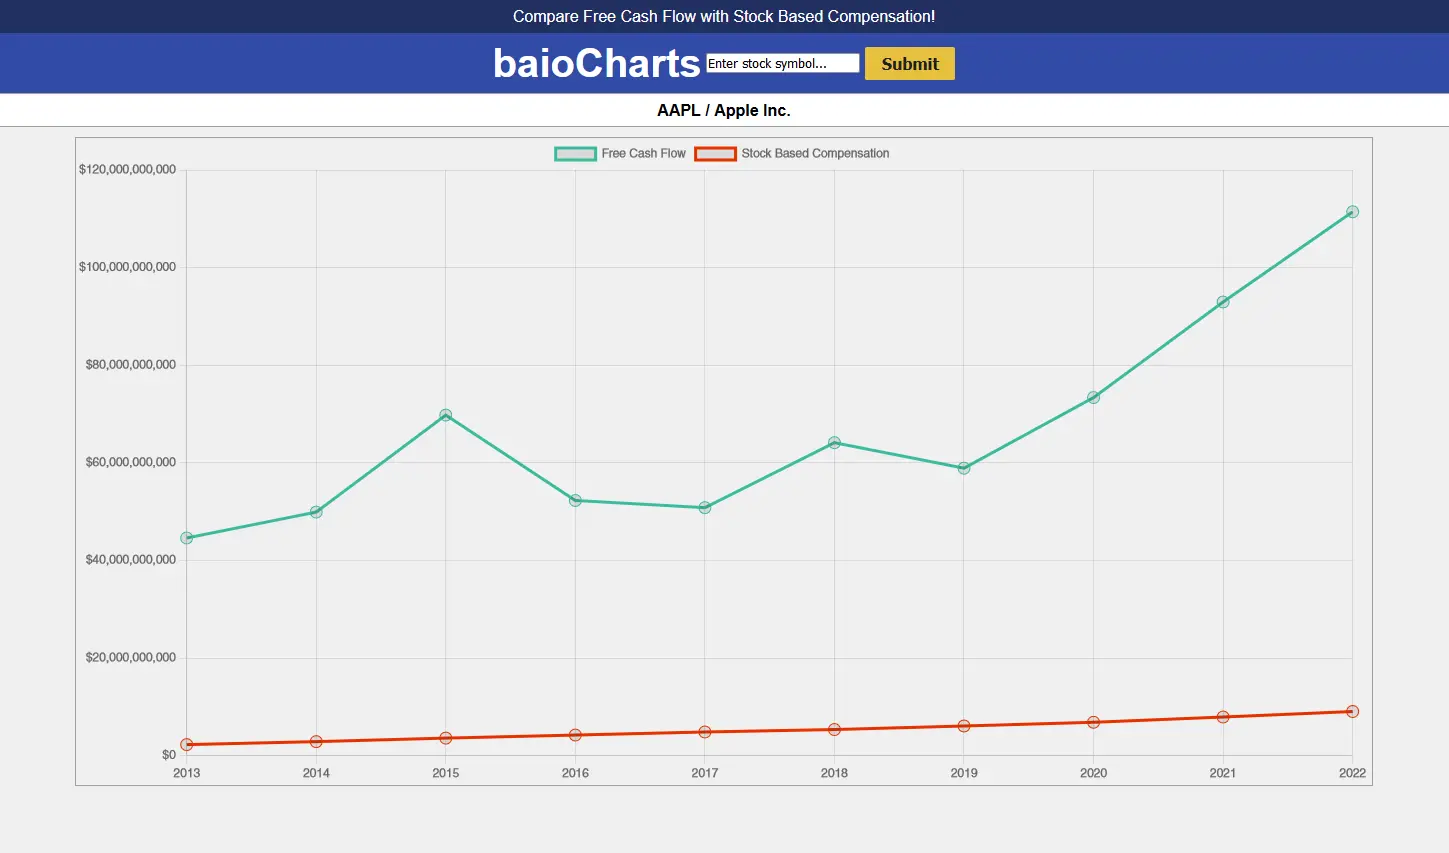 Compare Free Cash Flow with Stock Based Compensation!
baioCharts Enter stock symbol... Submit
AAPL / Apple Inc.
Free Cash Flow Stock Based Compensation
$120,000,000,000
$100,000,000,000
$80,000,000,000
$60,000,000,000
$40,000,000,000
$20,000,000,000
$0
2013 2014 2015 2016 2017 2018 2019 2020 2021 2022